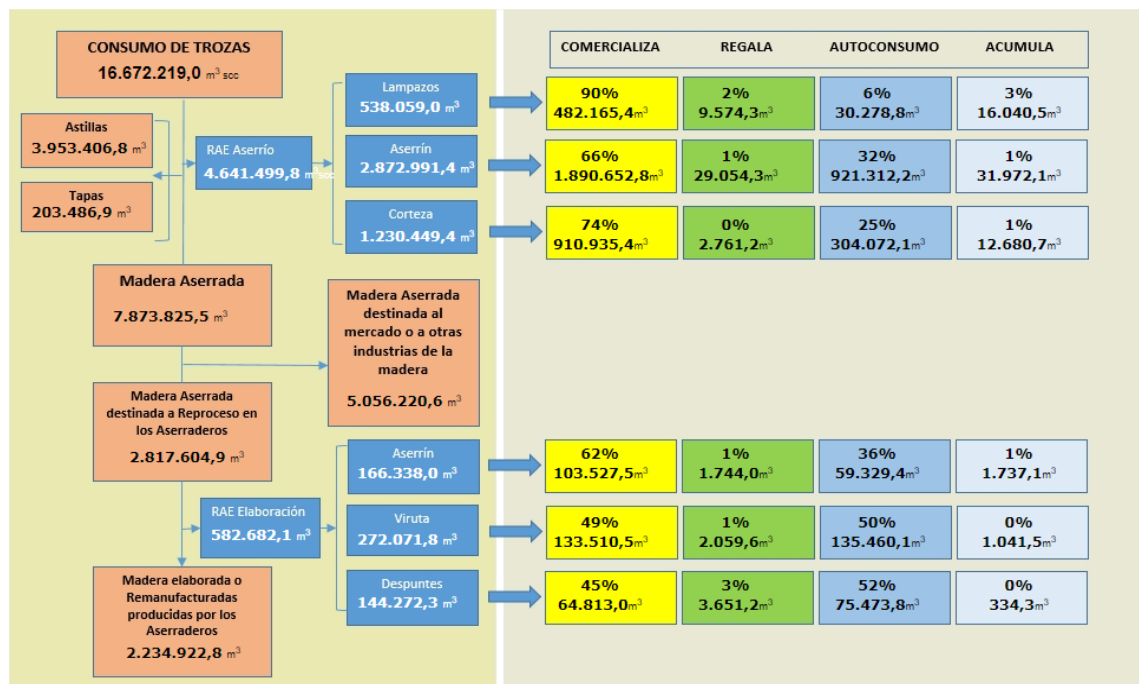 CONSUMO DE TROZAS
16.672.219,0 m³ scc
Astillas
3.953.406,8 m³
Tapas
203.486,9 m³
RAE Aserrío
4.641.499,8 m³scc
Lampazos
538.059,0 m³
Aserrín
2.872.991,4 m³
Corteza
1.230.449,4 m³
Madera Aserrada
7.873.825,5 m³
Madera Aserrada
destinada al
mercado o a otras
industrias de la
madera
5.056.220,6 m³
Madera Aserrada
destinada a Reproceso en
los Aserraderos
2.817.604,9 m³
RAE Elaboración
582.682,1 m³
Aserrín
166.338,0 m³
Viruta
272.071,8 m³
Despuntes
144.272,3 m³
Madera elaborada o
Remanufacturadas
producidas por los
Aserraderos
2.234.922,8 m³
COMERCIALIZA REGALA AUTOCONSUMO ACUMULA
90% 2% 6% 3%
482.165,4m³ 9.574,3m³ 30.278,8m³ 16.040,5m³
66% 1% 32% 1%
1.890.652,8m³ 29.054,3m³ 921.312,2m³ 31.972,1m³
74% 0% 25% 1%
910.935,4m³ 2.761,2m³ 304.072,1m³ 12.680,7m³
62% 1% 36% 1%
103.527,5m³ 1.744,0m³ 59.329,4m³ 1.737,1m³
49% 1% 50% 0%
133.510,5m³ 2.059,6m³ 135.460,1m³ 1.041,5m³
45% 3% 52% 0%
64.813,0m³ 3.651,2m³ 75.473,8m³ 334,3m³